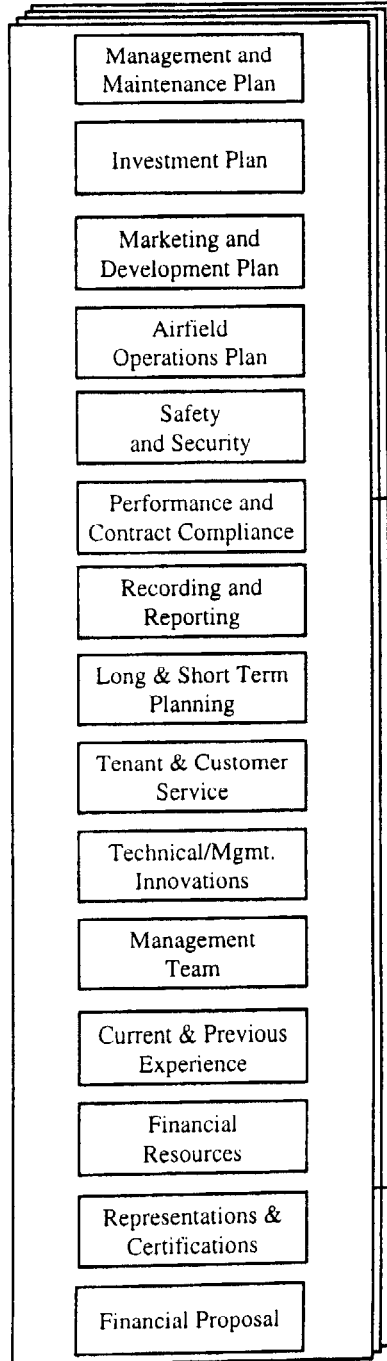 Management and
Maintenance Plan
Investment Plan
Marketing and
Development Plan
Airfield
Operations Plan
Safety
and Security
Performance and
Contract Compliance
Recording and
Reporting
Long & Short Term
Planning
Tenant & Customer
Service
Technical/Mgmt.
Innovations
Management
Team
Current & Previous
Experience
Financial
Resources
Representations &
Certifications
Financial Proposal